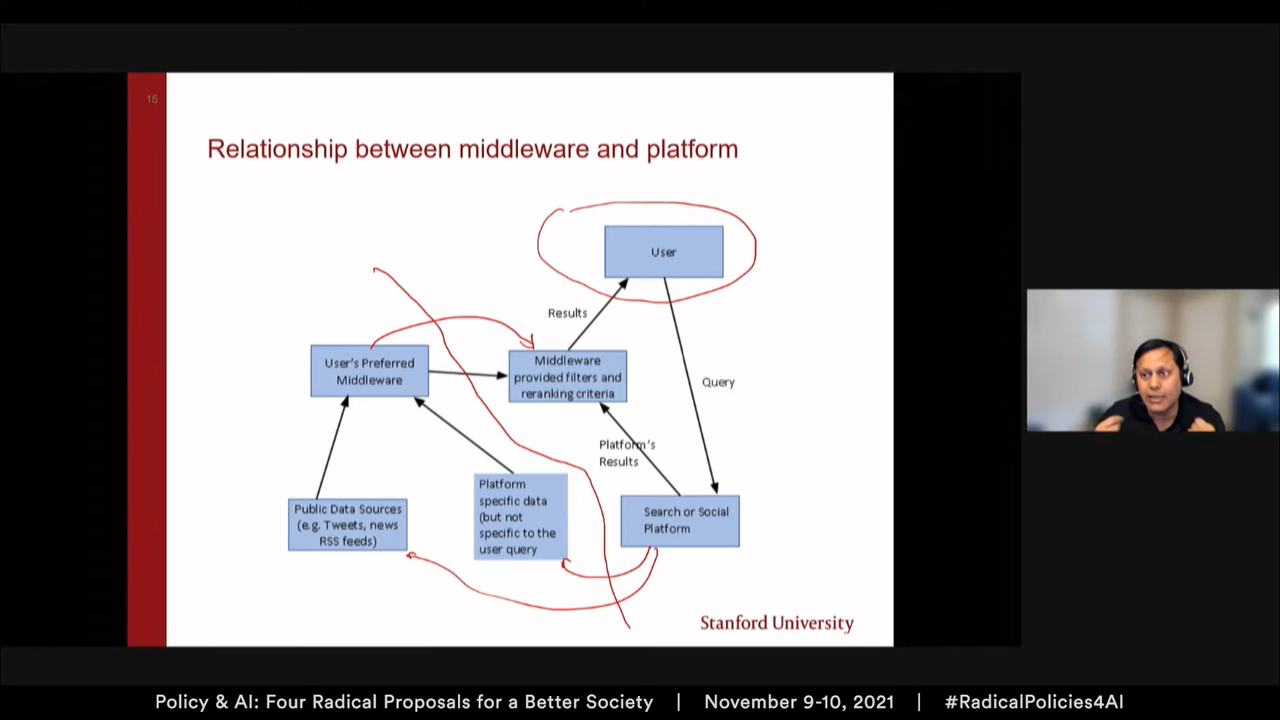 15
Relationship between middleware and platform
User
Results
User's Preferred
Middleware
Middleware
provided filters and
reranking criteria
Query
Platform's
Results
Public Data Sources
(e.g. Tweets, news
RSS feeds)
Platform
specific data
(but not
specific to the
user query
Search or Social
Platform
Stanford University
Policy & AI: Four Radical Proposals for a Better Society | November 9-10, 2021 | #RadicalPolicies4AI